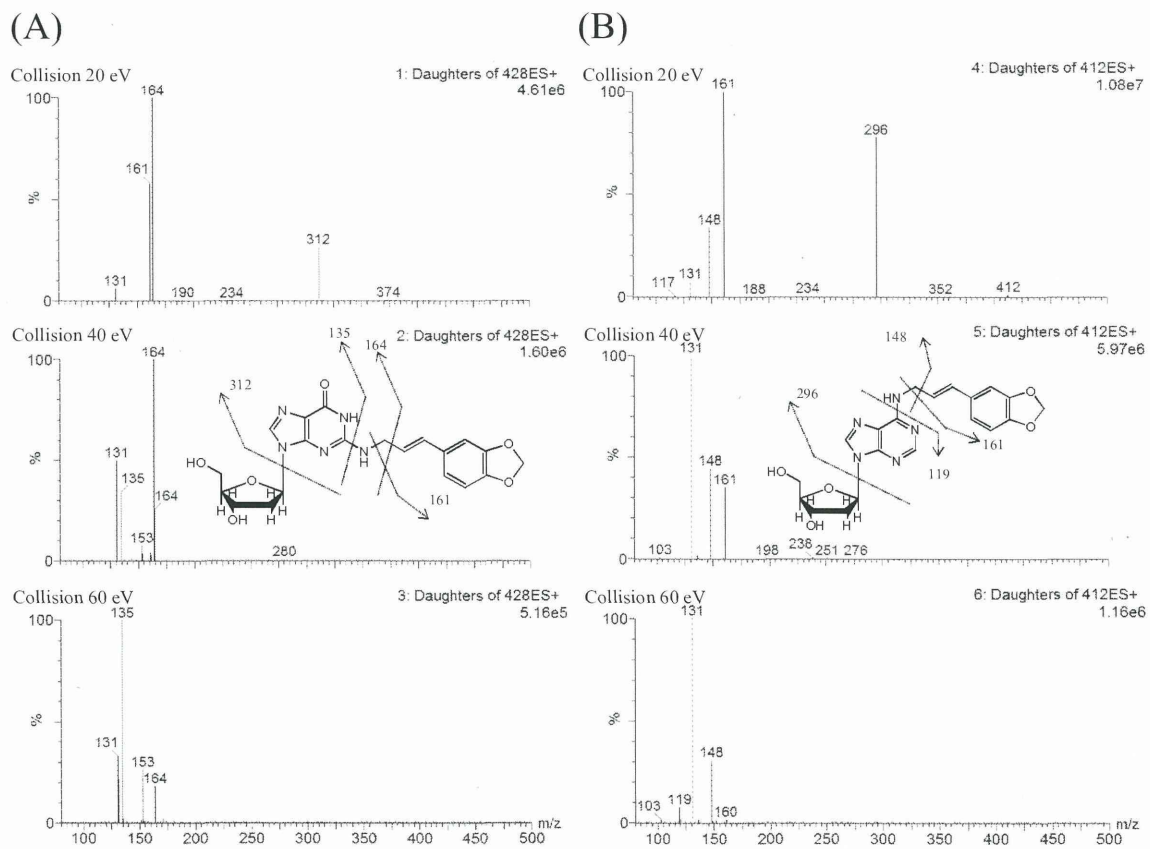 (A)
Collision 20 eV
1: Daughters of 428ES+
4.61e6
100
%
0
164
161
131
190
234
312
374
Collision 40 eV
2: Daughters of 428ES+
1.60e6
100
%
0
164
131
135
164
153
280
312
135
164
161
O
N
NH
N
N
N
H
O
O
HO
O
H
H
H
H
OH
H
Collision 60 eV
3: Daughters of 428ES+
5.16e5
100
%
0
135
131
153
164
100 150 200 250 300 350 400 450 500 m/z
(B)
Collision 20 eV
4: Daughters of 412ES+
1.08e7
100
%
0
161
148
117
131
188
234
296
352
412
Collision 40 eV
5: Daughters of 412ES+
5.97e6
100
%
0
131
148
161
103
198
238
251
276
148
296
161
119
HN
N
N
N
N
O
O
HO
O
H
H
H
H
OH
H
Collision 60 eV
6: Daughters of 412ES+
1.16e6
100
%
0
131
148
103
119
160
100 150 200 250 300 350 400 450 500 m/z